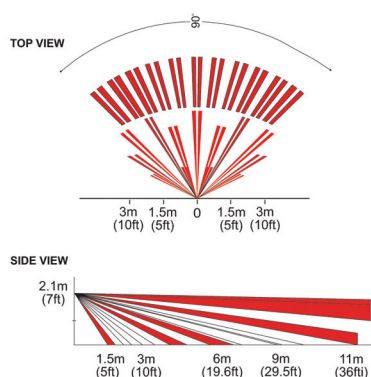 90°
TOP VIEW
3m 1.5m 0 1.5m 3m
(10ft) (5ft) (5ft) (10ft)
SIDE VIEW
2.1m
(7ft)
1.5m 3m 6m 9m 11m
(5ft) (10ft) (19.6ft) (29.5ft) (36fti)